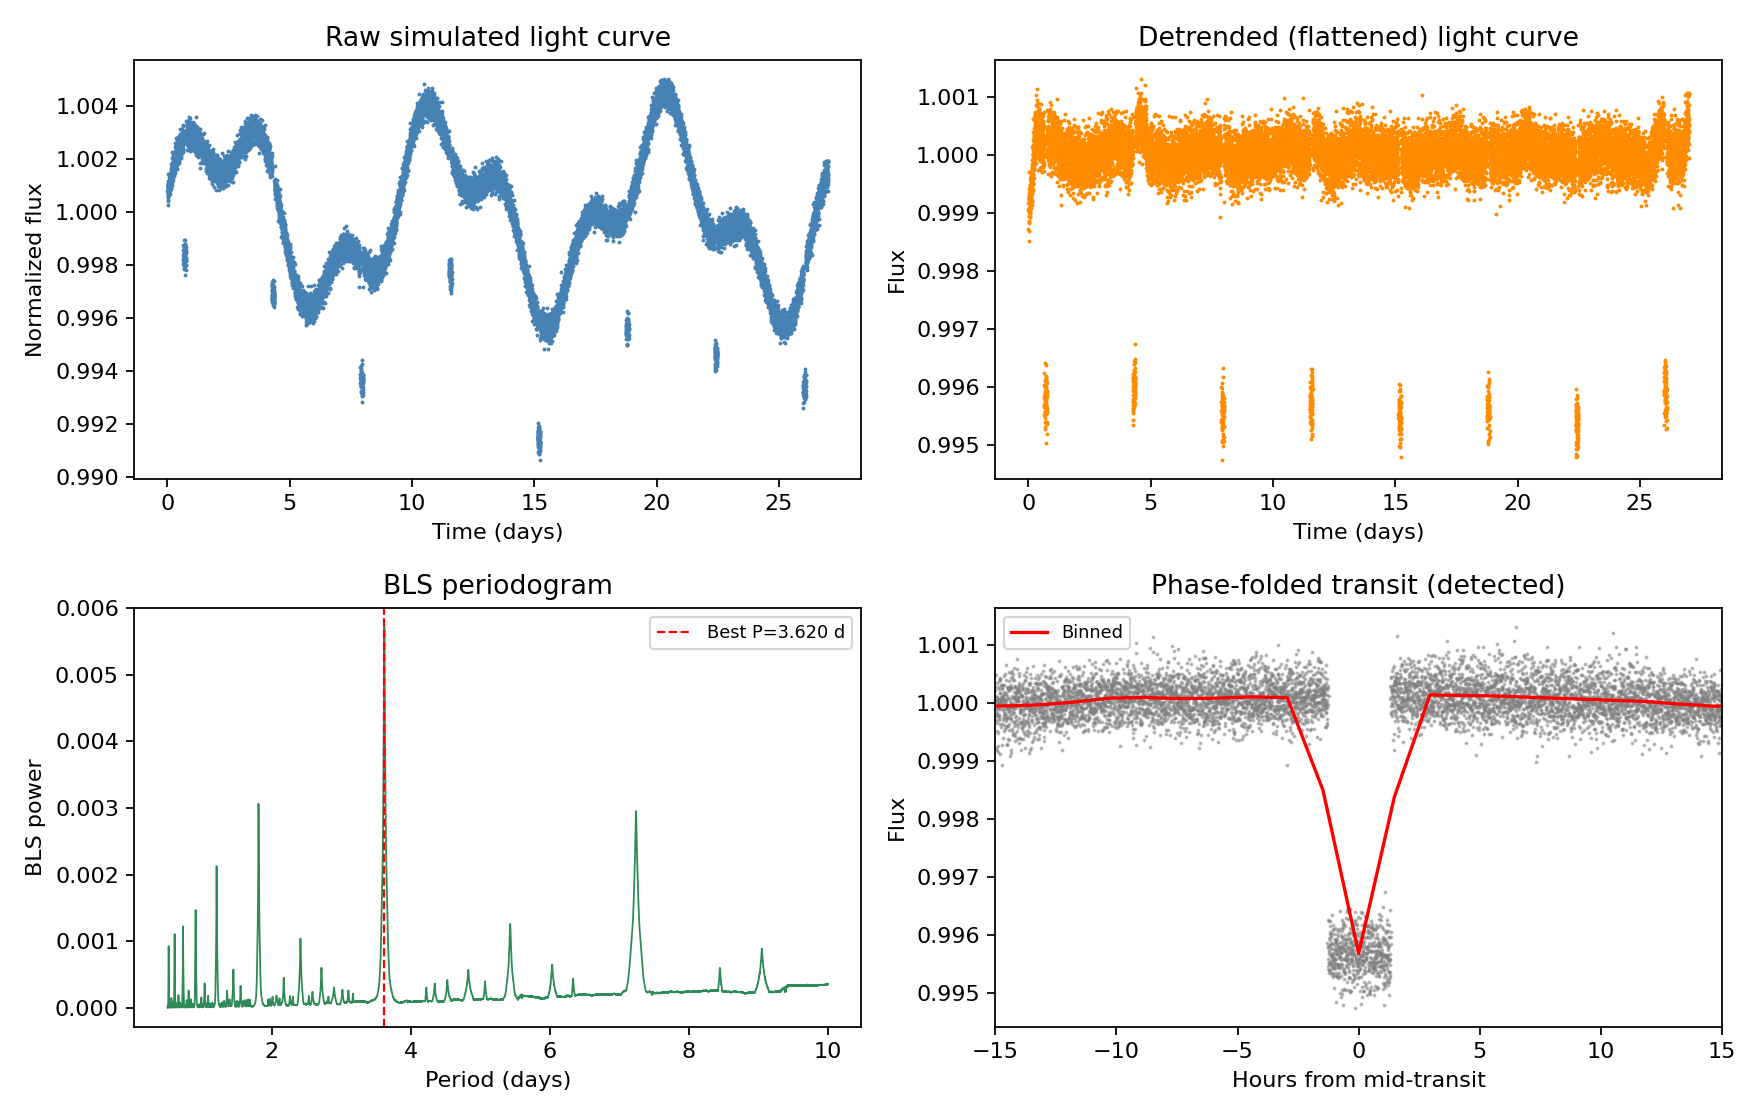 Raw simulated light curve
Normalized flux
1.004
1.002
1.000
0.998
0.996
0.994
0.992
0.990
0 5 10 15 20 25
Time (days)
Detrended (flattened) light curve
Flux
1.001
1.000
0.999
0.998
0.997
0.996
0.995
0 5 10 15 20 25
Time (days)
BLS periodogram
BLS power
0.006
0.005
0.004
0.003
0.002
0.001
0.000
Best P=3.620 d
2 4 6 8 10
Period (days)
Phase-folded transit (detected)
Flux
Binned
1.001
1.000
0.999
0.998
0.997
0.996
0.995
−15 −10 −5 0 5 10 15
Hours from mid-transit